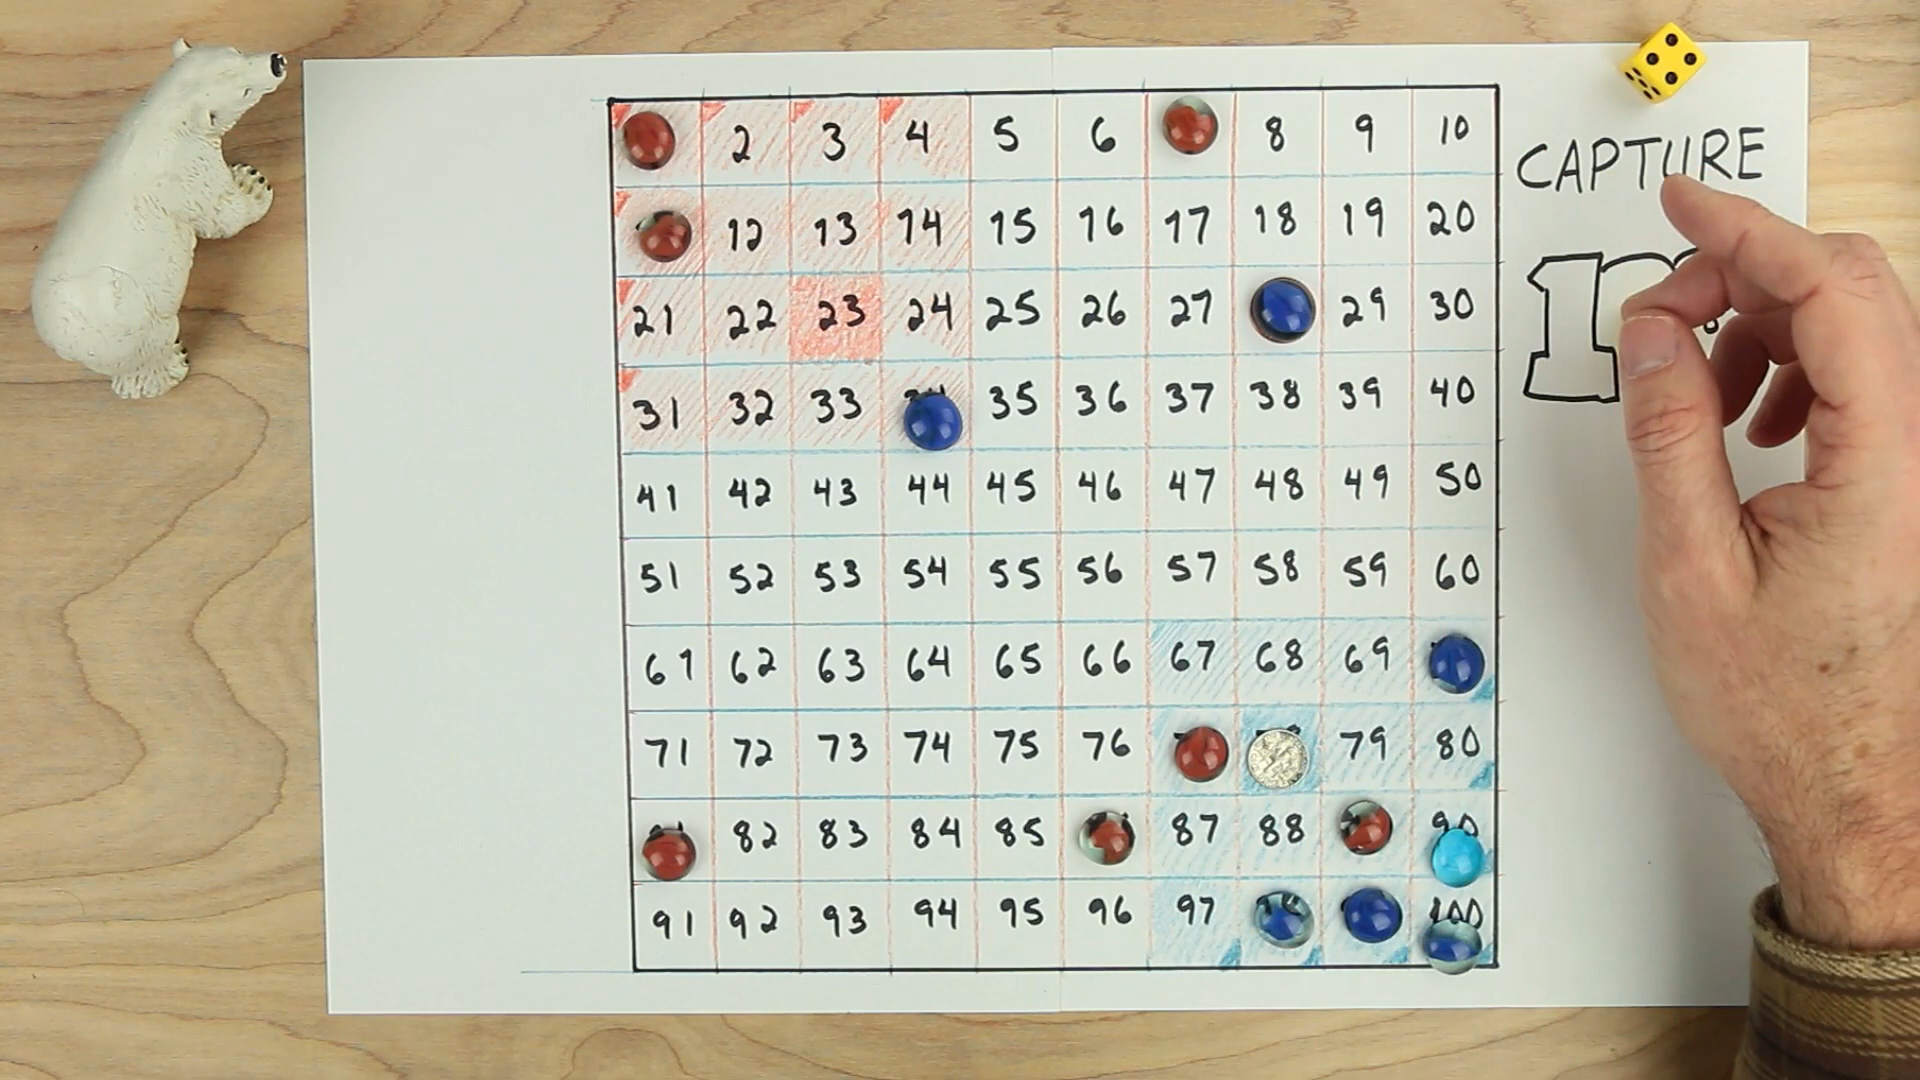 2 3 4 5 6 8 9 10
CAPTURE
12 13 14 15 16 17 18 19 20
21 22 23 24 25 26 27 29 30
31 32 33 35 36 37 38 39 40
41 42 43 44 45 46 47 48 49 50
51 52 53 54 55 56 57 58 59 60
61 62 63 64 65 66 67 68 69
71 72 73 74 75 76 79 80
82 83 84 85 87 88 90
91 92 93 94 95 96 97 100